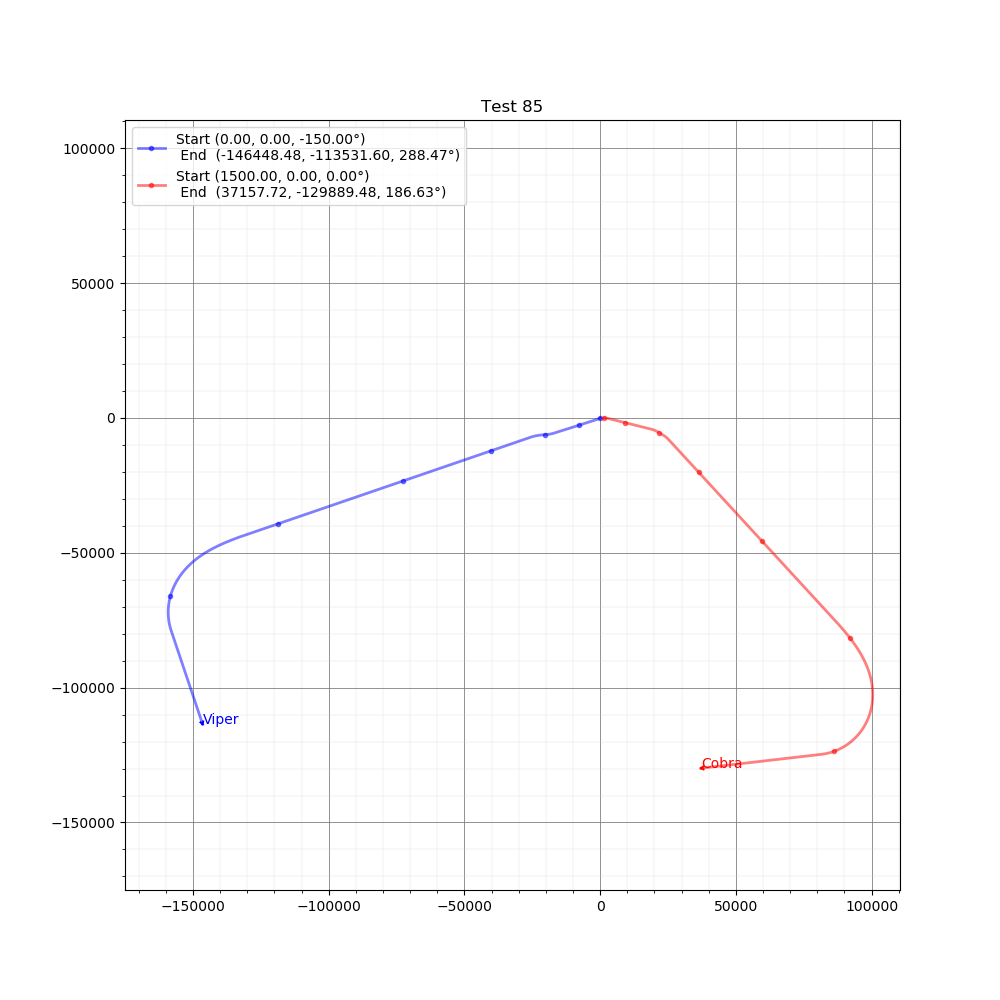 Test 85
Start (0.00, 0.00, -150.00°)
End (-146448.48, -113531.60, 288.47°)
Start (1500.00, 0.00, 0.00°)
End (37157.72, -129889.48, 186.63°)
100000
50000
0
−50000
−100000
−150000
Viper
Cobra
−150000
−100000
−50000
0
50000
100000